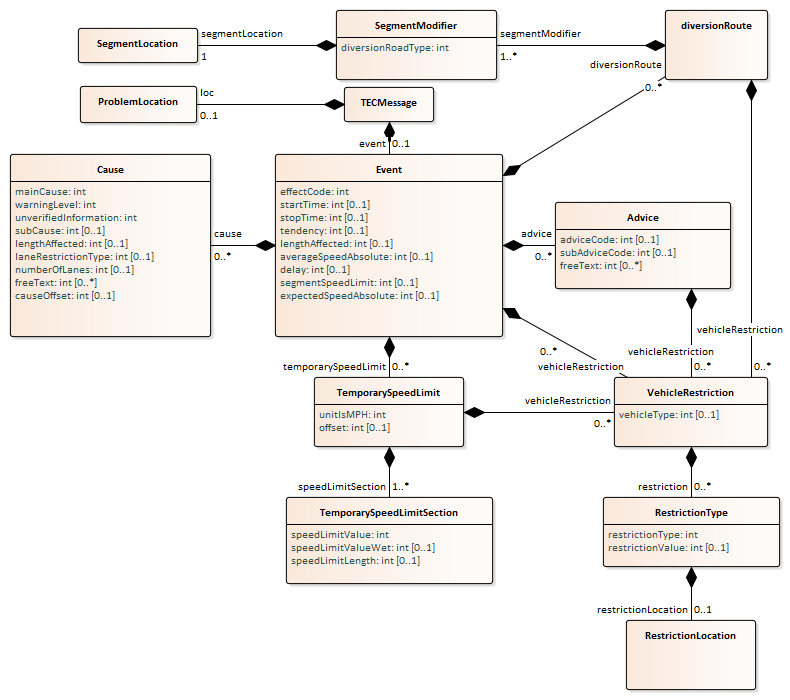 SegmentLocation
segmentLocation
1
SegmentModifier
diversionRoadType: int
segmentModifier
1..*
diversionRoute
diversionRoute
0..*
ProblemLocation
loc
0..1
TECMessage
event
0..1
Cause
mainCause: int
warningLevel: int
unverifiedInformation: int
subCause: int [0..1]
lengthAffected: int [0..1]
laneRestrictionType: int [0..1]
numberOfLanes: int [0..1]
freeText: int [0..*]
causeOffset: int [0..1]
cause
0..*
Event
effectCode: int
startTime: int [0..1]
stopTime: int [0..1]
tendency: int [0..1]
lengthAffected: int [0..1]
averageSpeedAbsolute: int [0..1]
delay: int [0..1]
segmentSpeedLimit: int [0..1]
expectedSpeedAbsolute: int [0..1]
advice
0..*
Advice
adviceCode: int [0..1]
subAdviceCode: int [0..1]
freeText: int [0..*]
vehicleRestriction
0..*
vehicleRestriction
0..*
0..*
vehicleRestriction
temporarySpeedLimit
0..*
TemporarySpeedLimit
unitIsMPH: int
offset: int [0..1]
vehicleRestriction
0..*
VehicleRestriction
vehicleType: int [0..1]
speedLimitSection
1..*
restriction
0..*
TemporarySpeedLimitSection
speedLimitValue: int
speedLimitValueWet: int [0..1]
speedLimitLength: int [0..1]
RestrictionType
restrictionType: int
restrictionValue: int [0..1]
restrictionLocation
0..1
RestrictionLocation